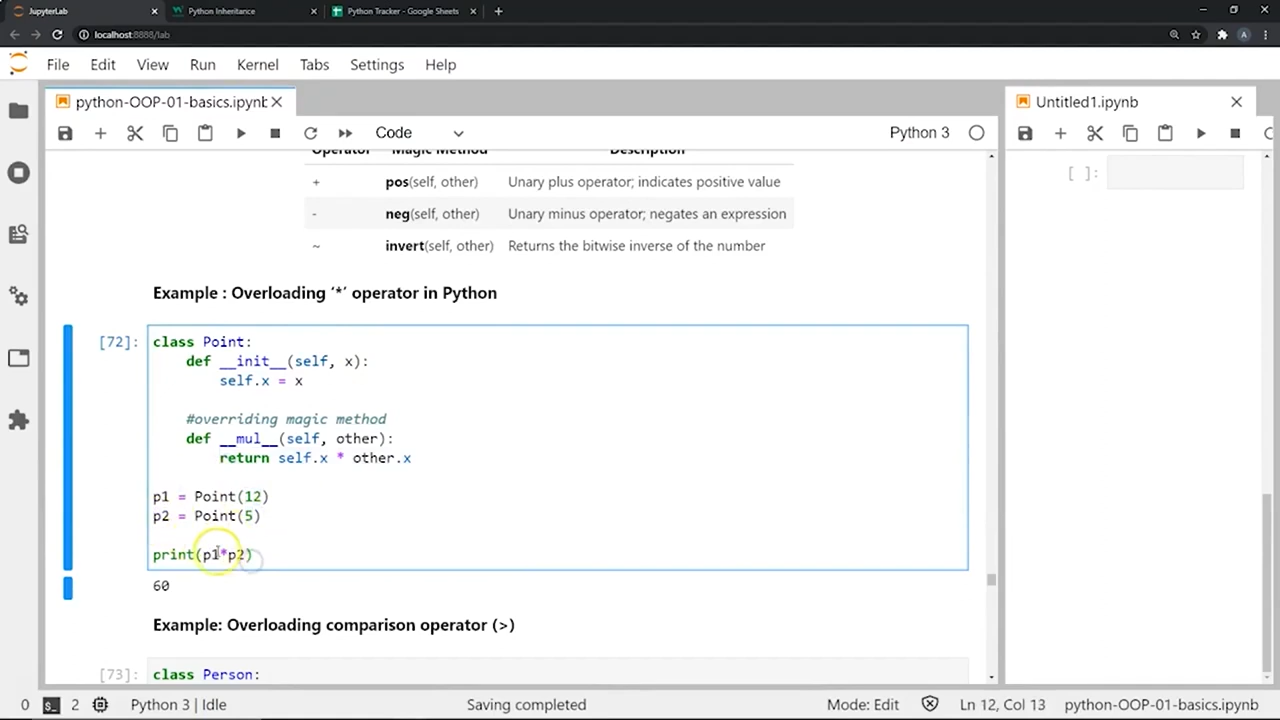 JupyterLab
Python Inheritance
Python Tracker - Google Sheets
localhost:8888/lab
A
File Edit View Run Kernel Tabs Settings Help
python-OOP-01-basics.ipynb
Untitled1.ipynb
Code
Python 3
[ ]:
Operator Magic Method Description
+ pos(self, other) Unary plus operator; indicates positive value
- neg(self, other) Unary minus operator; negates an expression
~ invert(self, other) Returns the bitwise inverse of the number
Example : Overloading ‘*’ operator in Python
[72]: class Point:
def __init__(self, x):
self.x = x
#overriding magic method
def __mul__(self, other):
return self.x * other.x
p1 = Point(12)
p2 = Point(5)
print(p1*p2)
60
Example: Overloading comparison operator (>)
[73]: class Person:
0 2 Python 3 | Idle Saving completed Mode: Edit Ln 12, Col 13 python-OOP-01-basics.ipynb